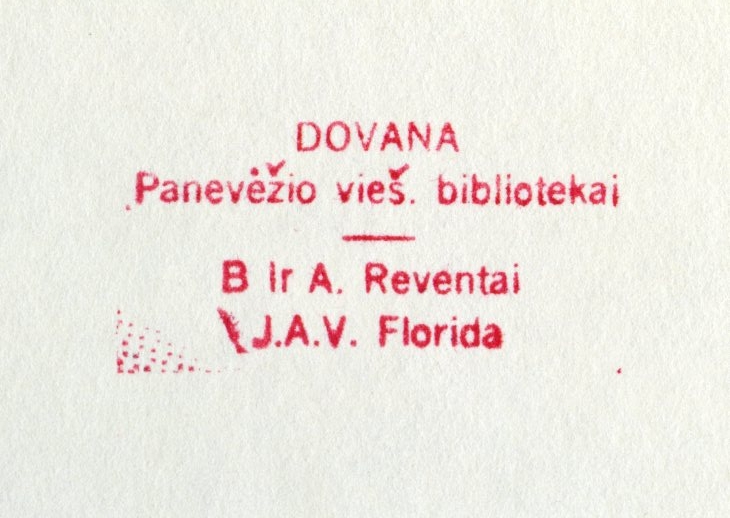 DOVANA
Panevėžio vieš. bibliotekai
B Ir A. Reventai
J.A.V. Florida